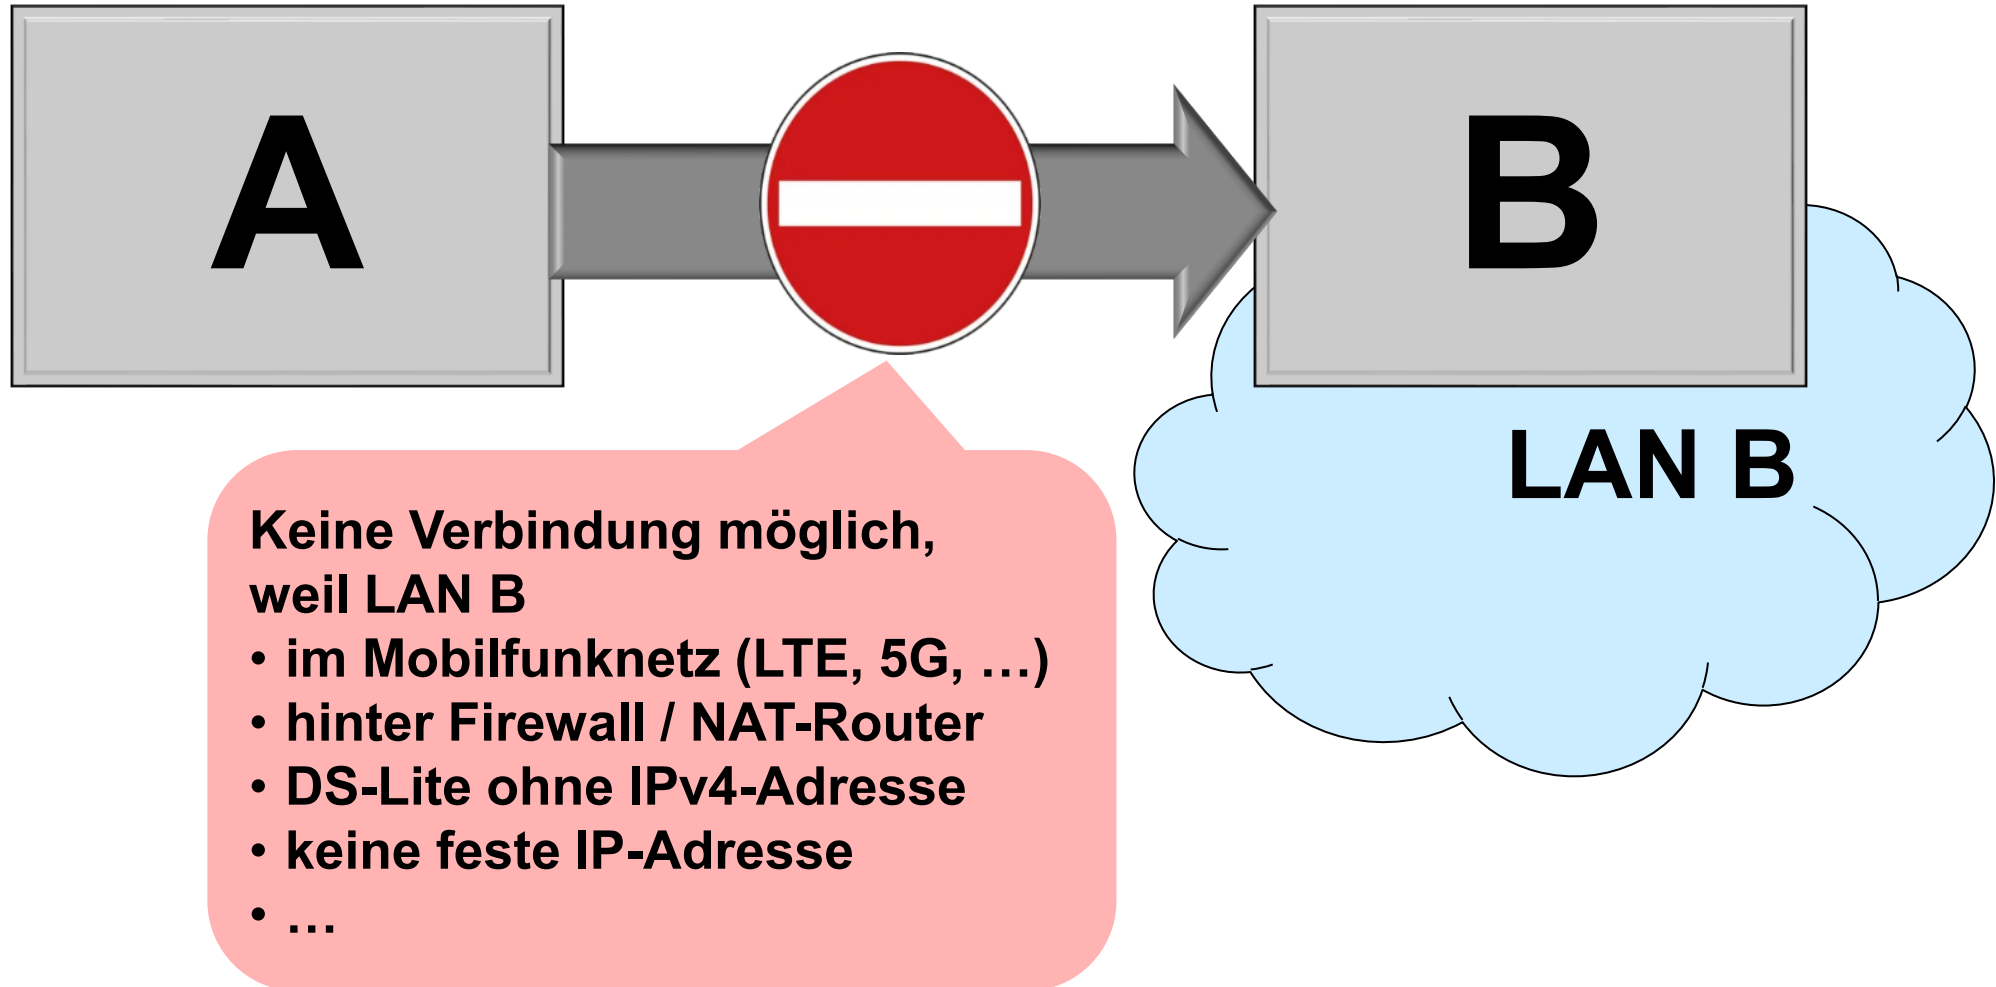 A
B
LAN B
Keine Verbindung möglich,
weil LAN B
• im Mobilfunknetz (LTE, 5G, …)
• hinter Firewall / NAT-Router
• DS-Lite ohne IPv4-Adresse
• keine feste IP-Adresse
• …